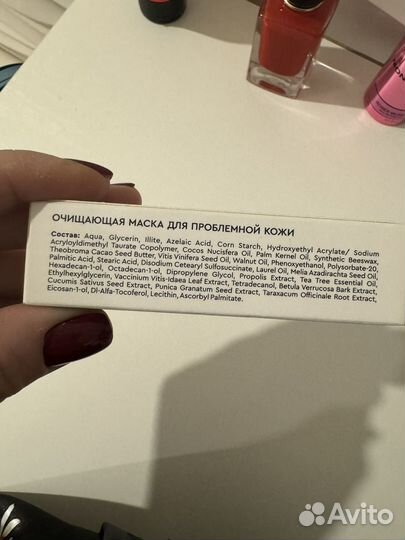 ОЧИЩАЮЩАЯ МАСКА ДЛЯ ПРОБЛЕМНОЙ КОЖИ
Состав: Aqua, Glycerin, Illite, Azelaic Acid, Corn Starch, Hydroxyethyl Acrylate/ Sodium
Acryloyldimethyl Taurate Copolymer, Cocos Nucifera Oil, Palm Kernel Oil, Synthetic Beeswax,
Theobroma Cacao Seed Butter, Vitis Vinifera Seed Oil, Walnut Oil, Phenoxyethanol, Polysorbate-20,
Palmitic Acid, Stearic Acid, Disodium Cetearyl Sulfosuccinate, Laurel Oil, Melia Azadirachta Seed Oil,
Hexadecan-1-ol, Octadecan-1-ol, Dipropylene Glycol, Propolis Extract, Tea Tree Essential Oil,
Ethylhexylglycerin, Vaccinium Vitis-Idaea Leaf Extract, Tetradecanol, Betula Verrucosa Bark Extract,
Cucumis Sativus Seed Extract, Punica Granatum Seed Extract, Taraxacum Officinale Root Extract,
Eicosan-1-ol, Dl-Alfa-Tocoferol, Lecithin, Ascorbyl Palmitate.
Avito